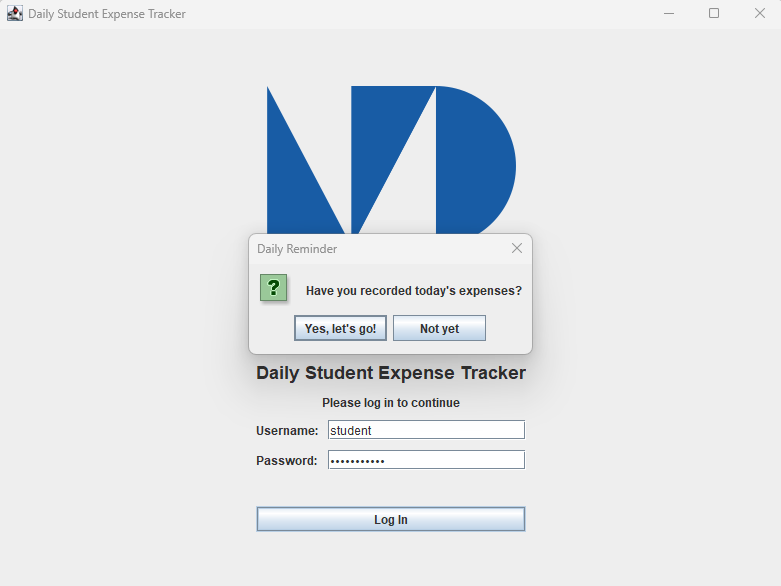 Daily Student Expense Tracker
Daily Reminder
?
Have you recorded today's expenses?
Yes, let's go! Not yet
Daily Student Expense Tracker
Please log in to continue
Username: student
Password: •••••••••••
Log In